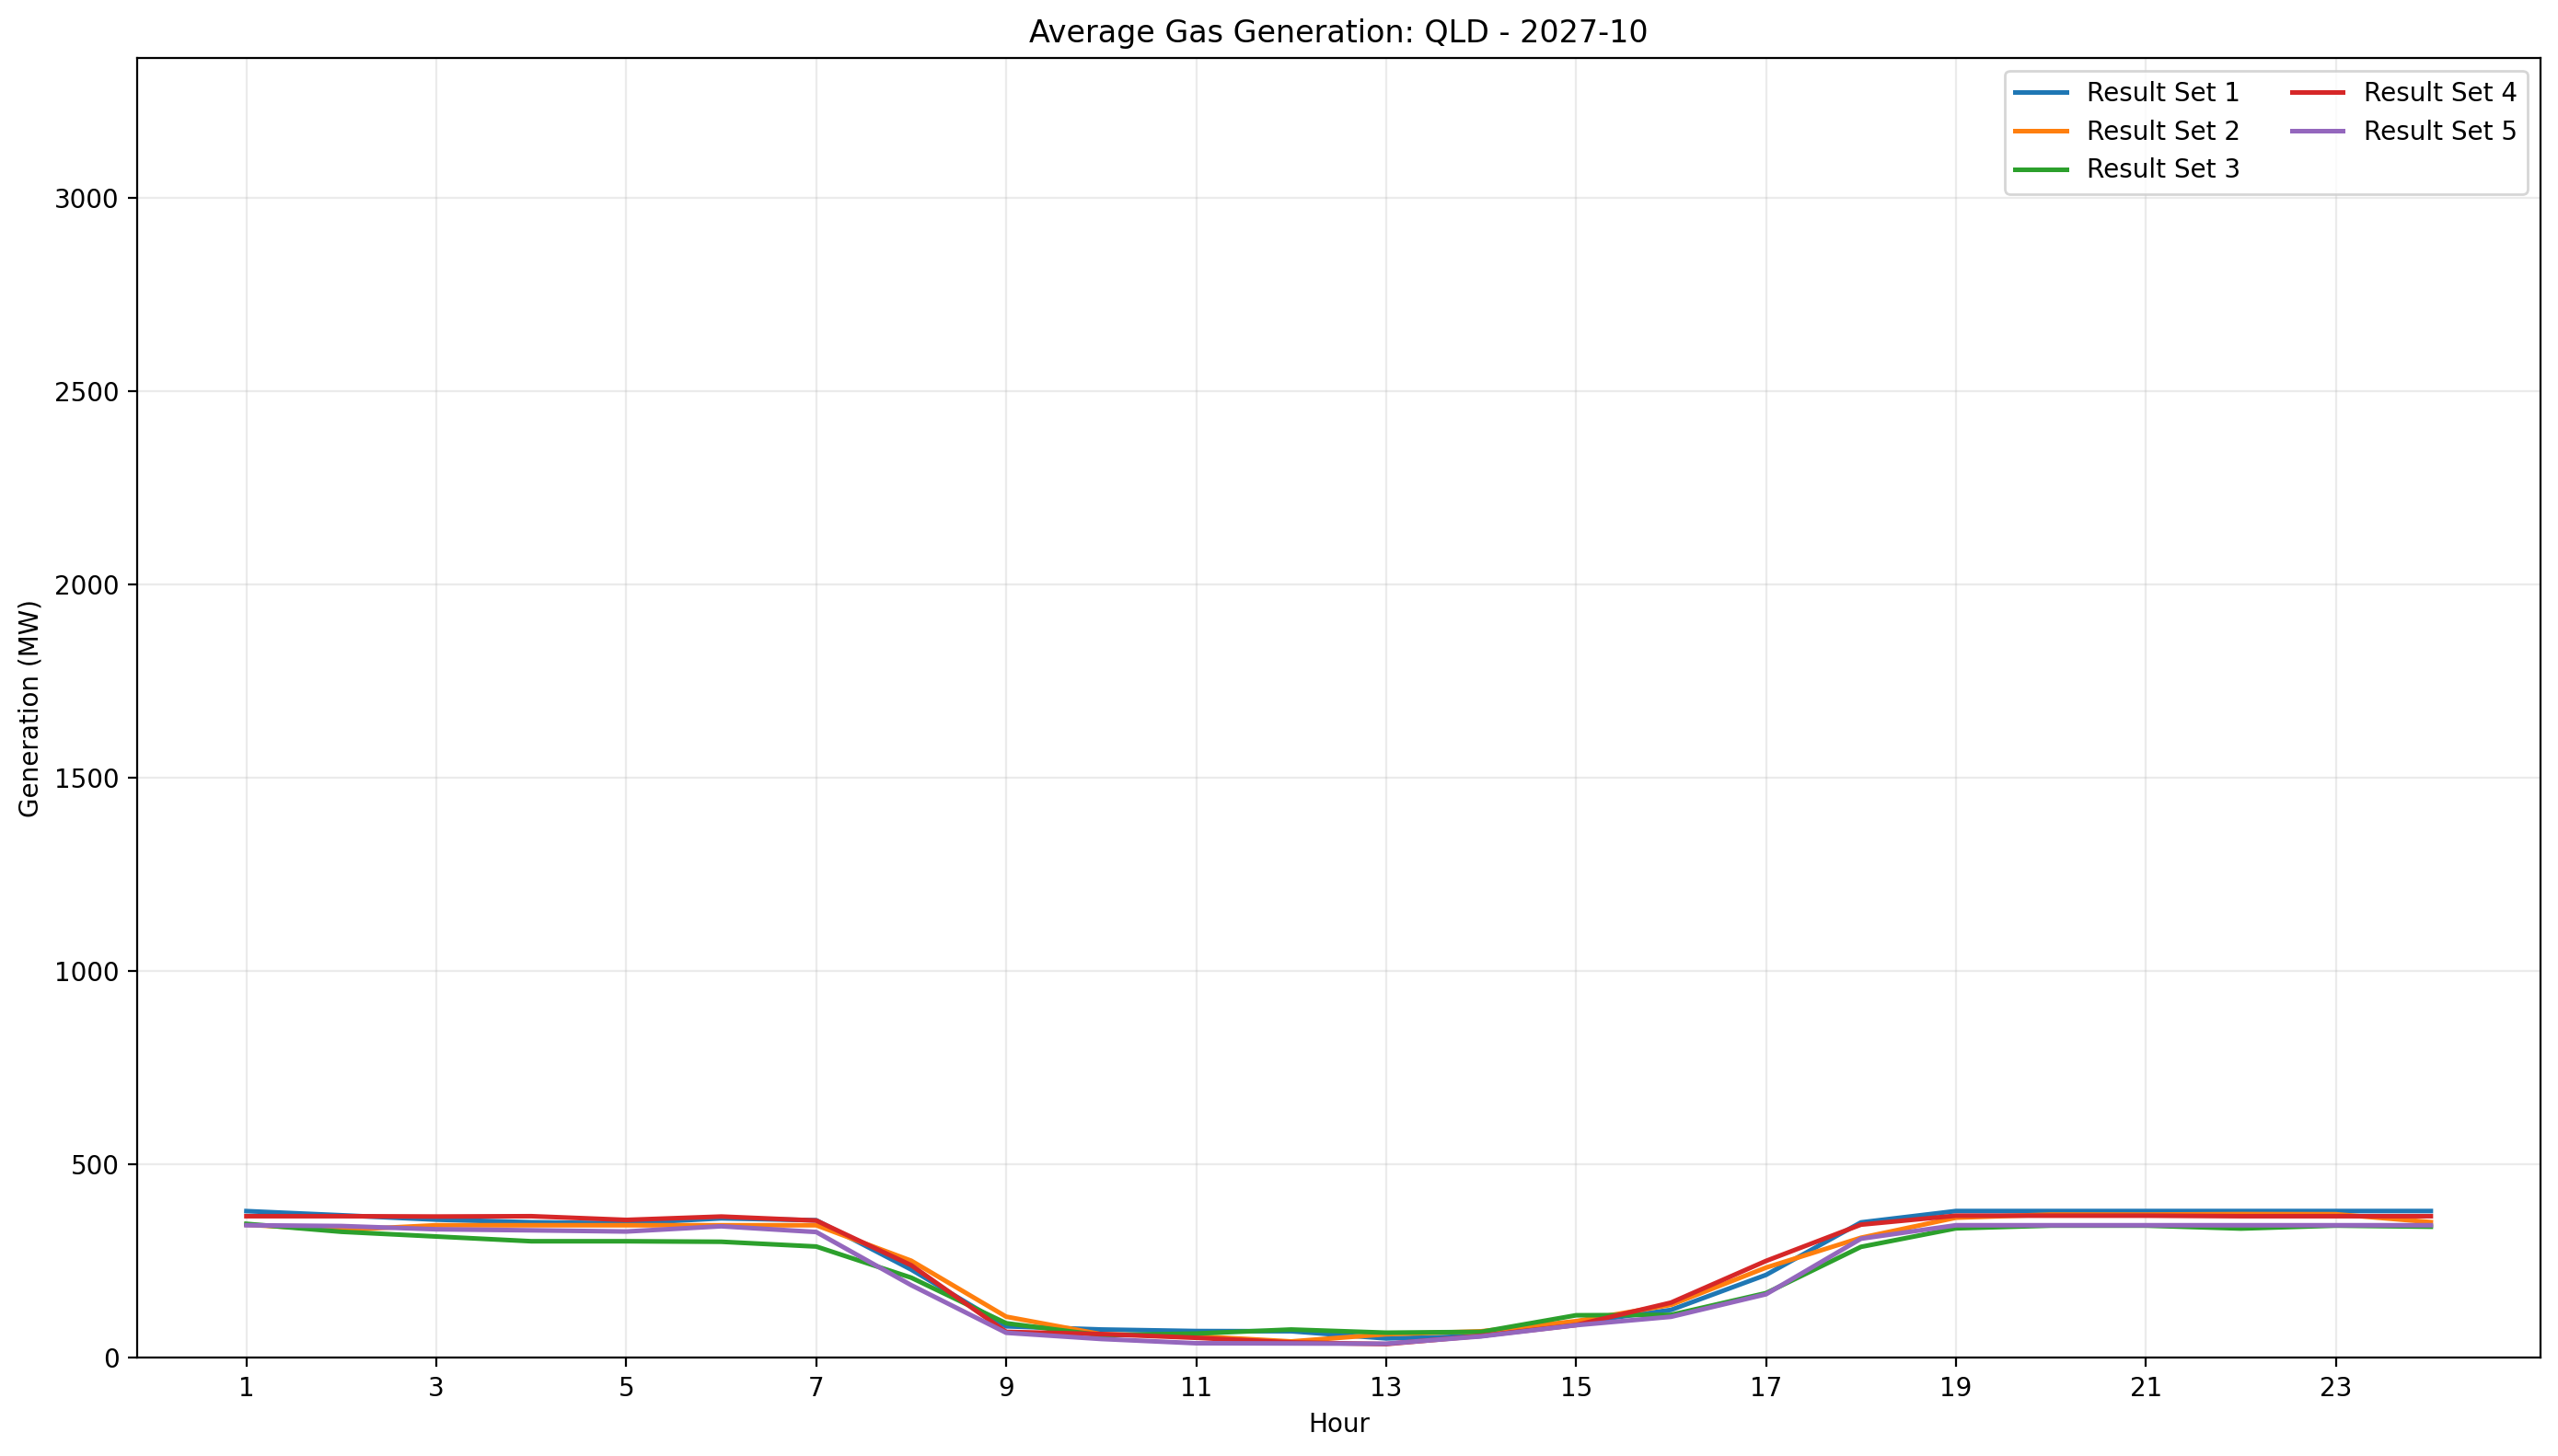 Average Gas Generation: QLD - 2027-10
Result Set 1
Result Set 2
Result Set 3
Result Set 4
Result Set 5
Generation (MW)
3000
2500
2000
1500
1000
500
0
1 3 5 7 9 11 13 15 17 19 21 23
Hour